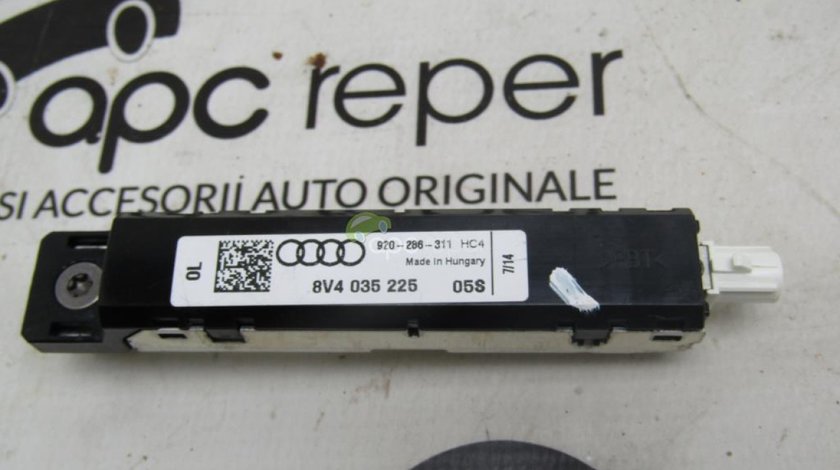 apc reper
SI ACCESORII AUTO ORIGINALE
OL
920-286-311 HC4
Made in Hungary
8V4 035 225 05S
7/14